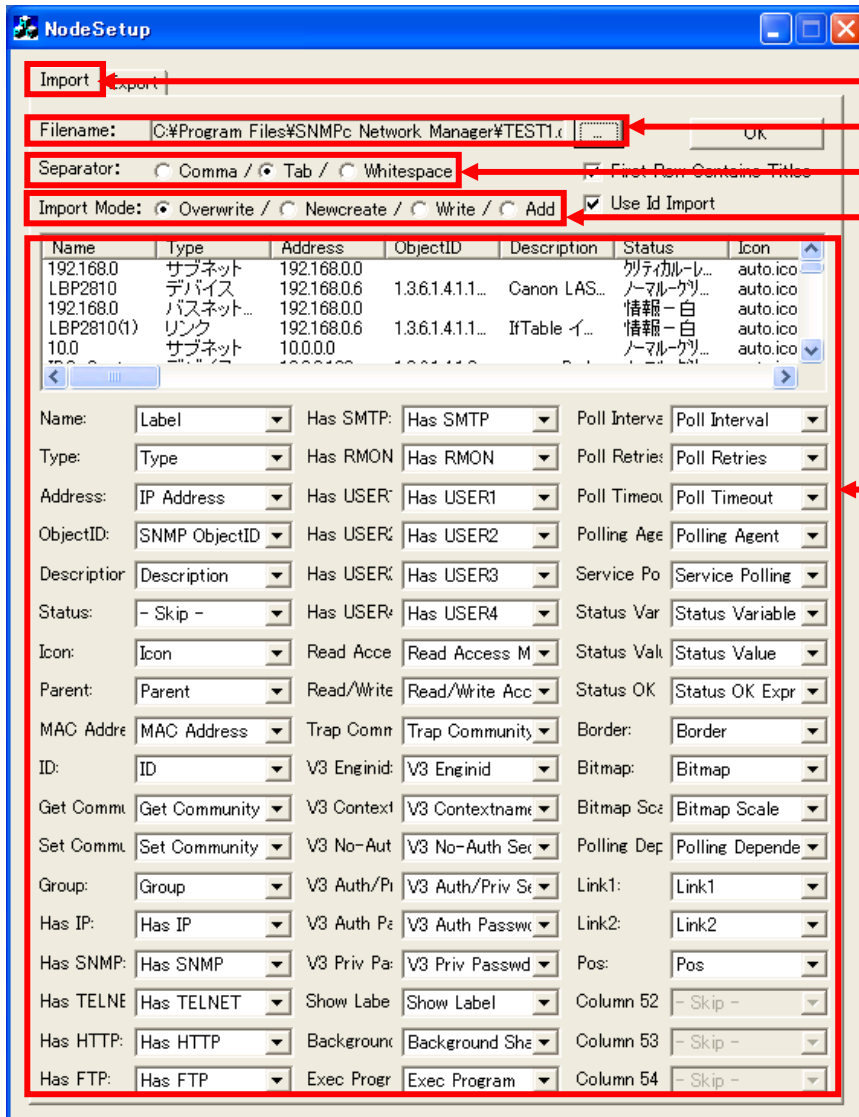 NodeSetup
Import Export
Filename: C:¥Program Files¥SNMPc Network Manager¥TEST1. ... OK
Separator: Comma / Tab / Whitespace First Row Contains Titles
Import Mode: Overwrite / Newcreate / Write / Add Use Id Import
Name Type Address ObjectID Description Status Icon
192.168.0 サブネット 192.168.0.0 クリティカル-レ... auto.ico
LBP2810 デバイス 192.168.0.6 1.3.6.1.4.1.1... Canon LAS... ノーマル-グリ... auto.ico
192.168.0 バスネット... 192.168.0.0 情報-白 auto.ico
LBP2810(1) リンク 192.168.0.6 1.3.6.1.4.1.1... IfTable イ... 情報-白 auto.ico
10.0 サブネット 10.0.0.0 ノーマル-グリ... auto.ico
Name: Label Has SMTP: Has SMTP Poll Interva Poll Interval
Type: Type Has RMON Has RMON Poll Retries Poll Retries
Address: IP Address Has USER Has USER1 Poll Timeou Poll Timeout
ObjectID: SNMP ObjectID Has USER Has USER2 Polling Age Polling Agent
Description Description Has USER Has USER3 Service Po Service Polling
Status: - Skip - Has USER Has USER4 Status Var Status Variable
Icon: Icon Read Acce Read Access M Status Valu Status Value
Parent: Parent Read/Write Read/Write Acc Status OK Status OK Expr
MAC Addre MAC Address Trap Comm Trap Community Border: Border
ID: ID V3 Enginid: V3 Enginid Bitmap: Bitmap
Get Commu Get Community V3 Context V3 Contextname Bitmap Sca Bitmap Scale
Set Commu Set Community V3 No-Aut V3 No-Auth Sec Polling Dep Polling Depende
Group: Group V3 Auth/Pr V3 Auth/Priv Se Link1: Link1
Has IP: Has IP V3 Auth Pa V3 Auth Passwo Link2: Link2
Has SNMP: Has SNMP V3 Priv Pa: V3 Priv Passwd Pos: Pos
Has TELNE Has TELNET Show Labe Show Label Column 52 - Skip -
Has HTTP: Has HTTP Backgroun Background Sha Column 53 - Skip -
Has FTP: Has FTP Exec Progr Exec Program Column 54 - Skip -